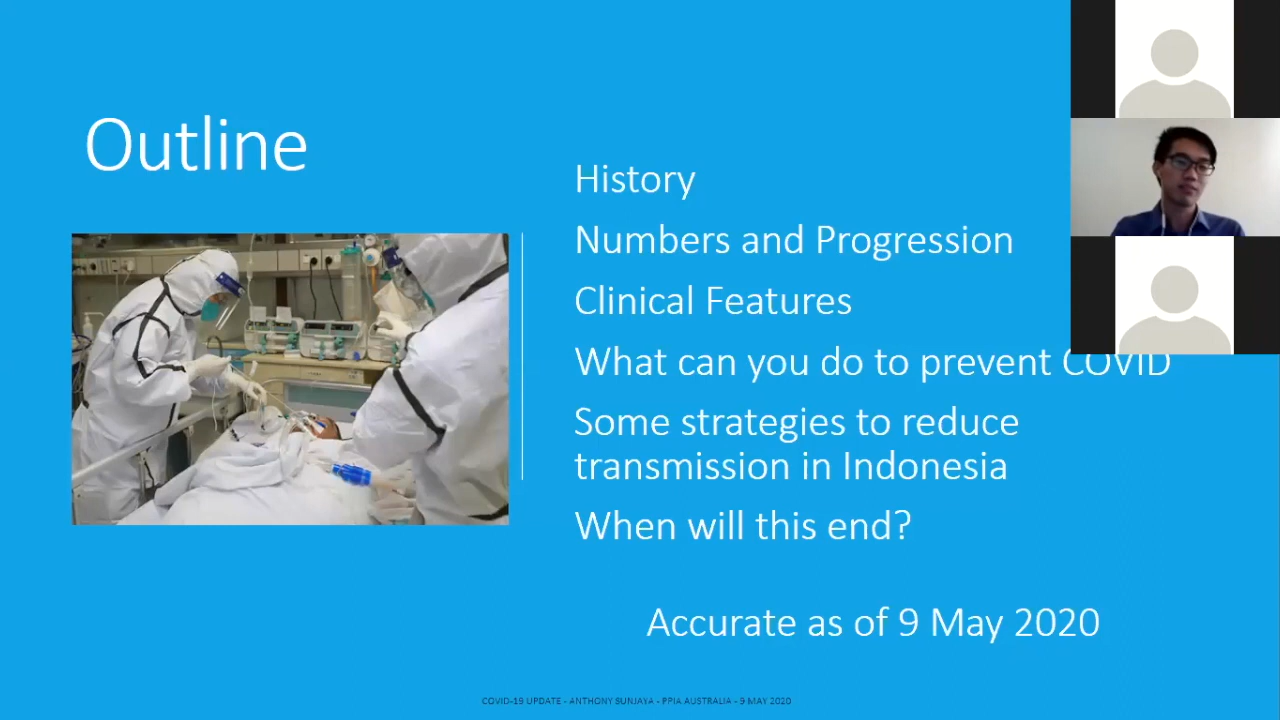 Outline
History
Numbers and Progression
Clinical Features
What can you do to prevent COVID
Some strategies to reduce
transmission in Indonesia
When will this end?
Accurate as of 9 May 2020
COVID-19 UPDATE - ANTHONY SUNJAYA - PPIA AUSTRALIA - 9 MAY 2020